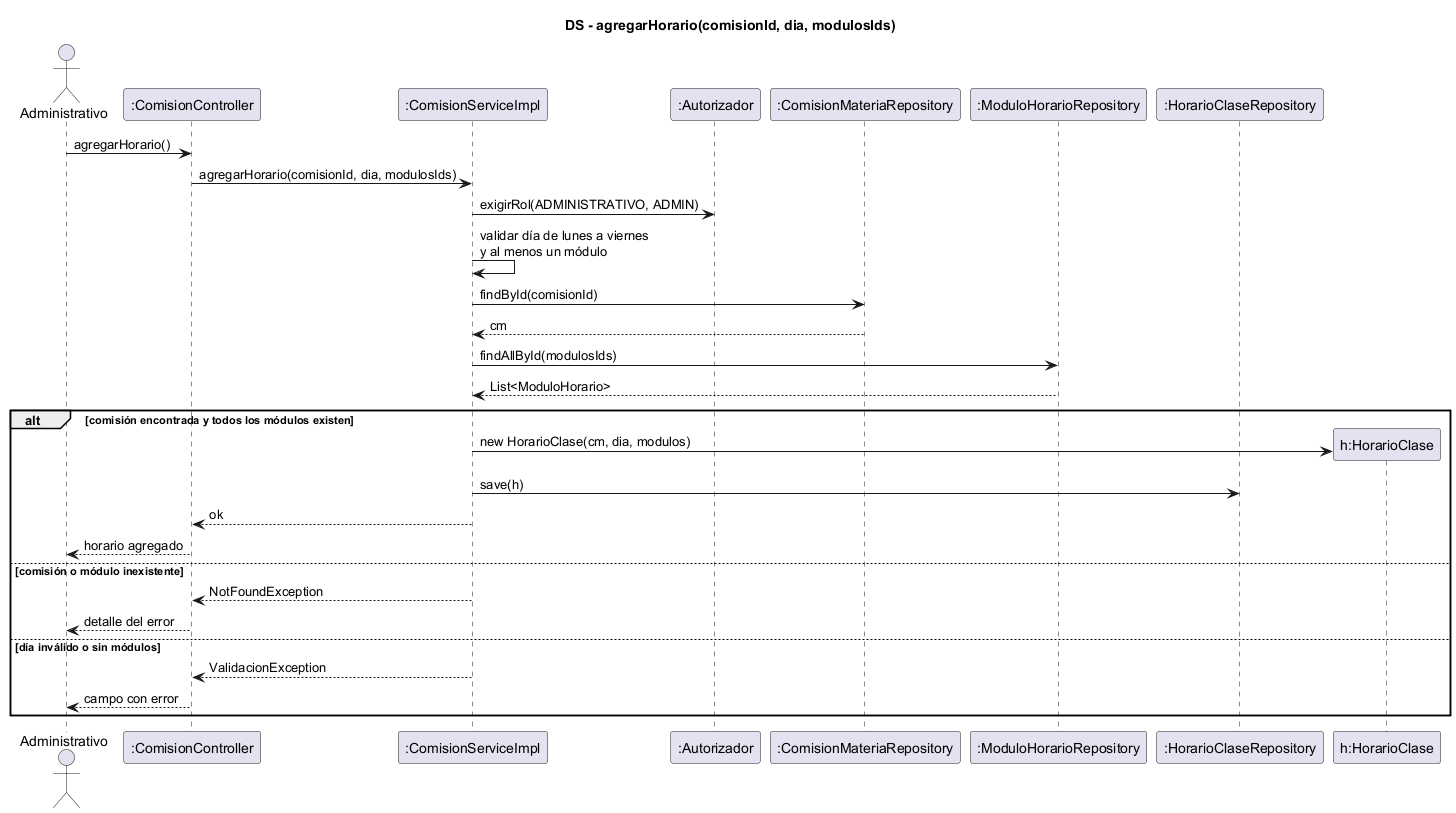 DS - agregarHorario(comisionId, dia, modulosIds)
Administrativo
:ComisionController
:ComisionServiceImpl
:Autorizador
:ComisionMateriaRepository
:ModuloHorarioRepository
:HorarioClaseRepository
agregarHorario()
agregarHorario(comisionId, dia, modulosIds)
exigirRol(ADMINISTRATIVO, ADMIN)
validar día de lunes a viernes
y al menos un módulo
findById(comisionId)
cm
findAllById(modulosIds)
List<ModuloHorario>
alt
[comisión encontrada y todos los módulos existen]
new HorarioClase(cm, dia, modulos)
h:HorarioClase
save(h)
ok
horario agregado
[comisión o módulo inexistente]
NotFoundException
detalle del error
[día inválido o sin módulos]
ValidacionException
campo con error
Administrativo
:ComisionController
:ComisionServiceImpl
:Autorizador
:ComisionMateriaRepository
:ModuloHorarioRepository
:HorarioClaseRepository
h:HorarioClase